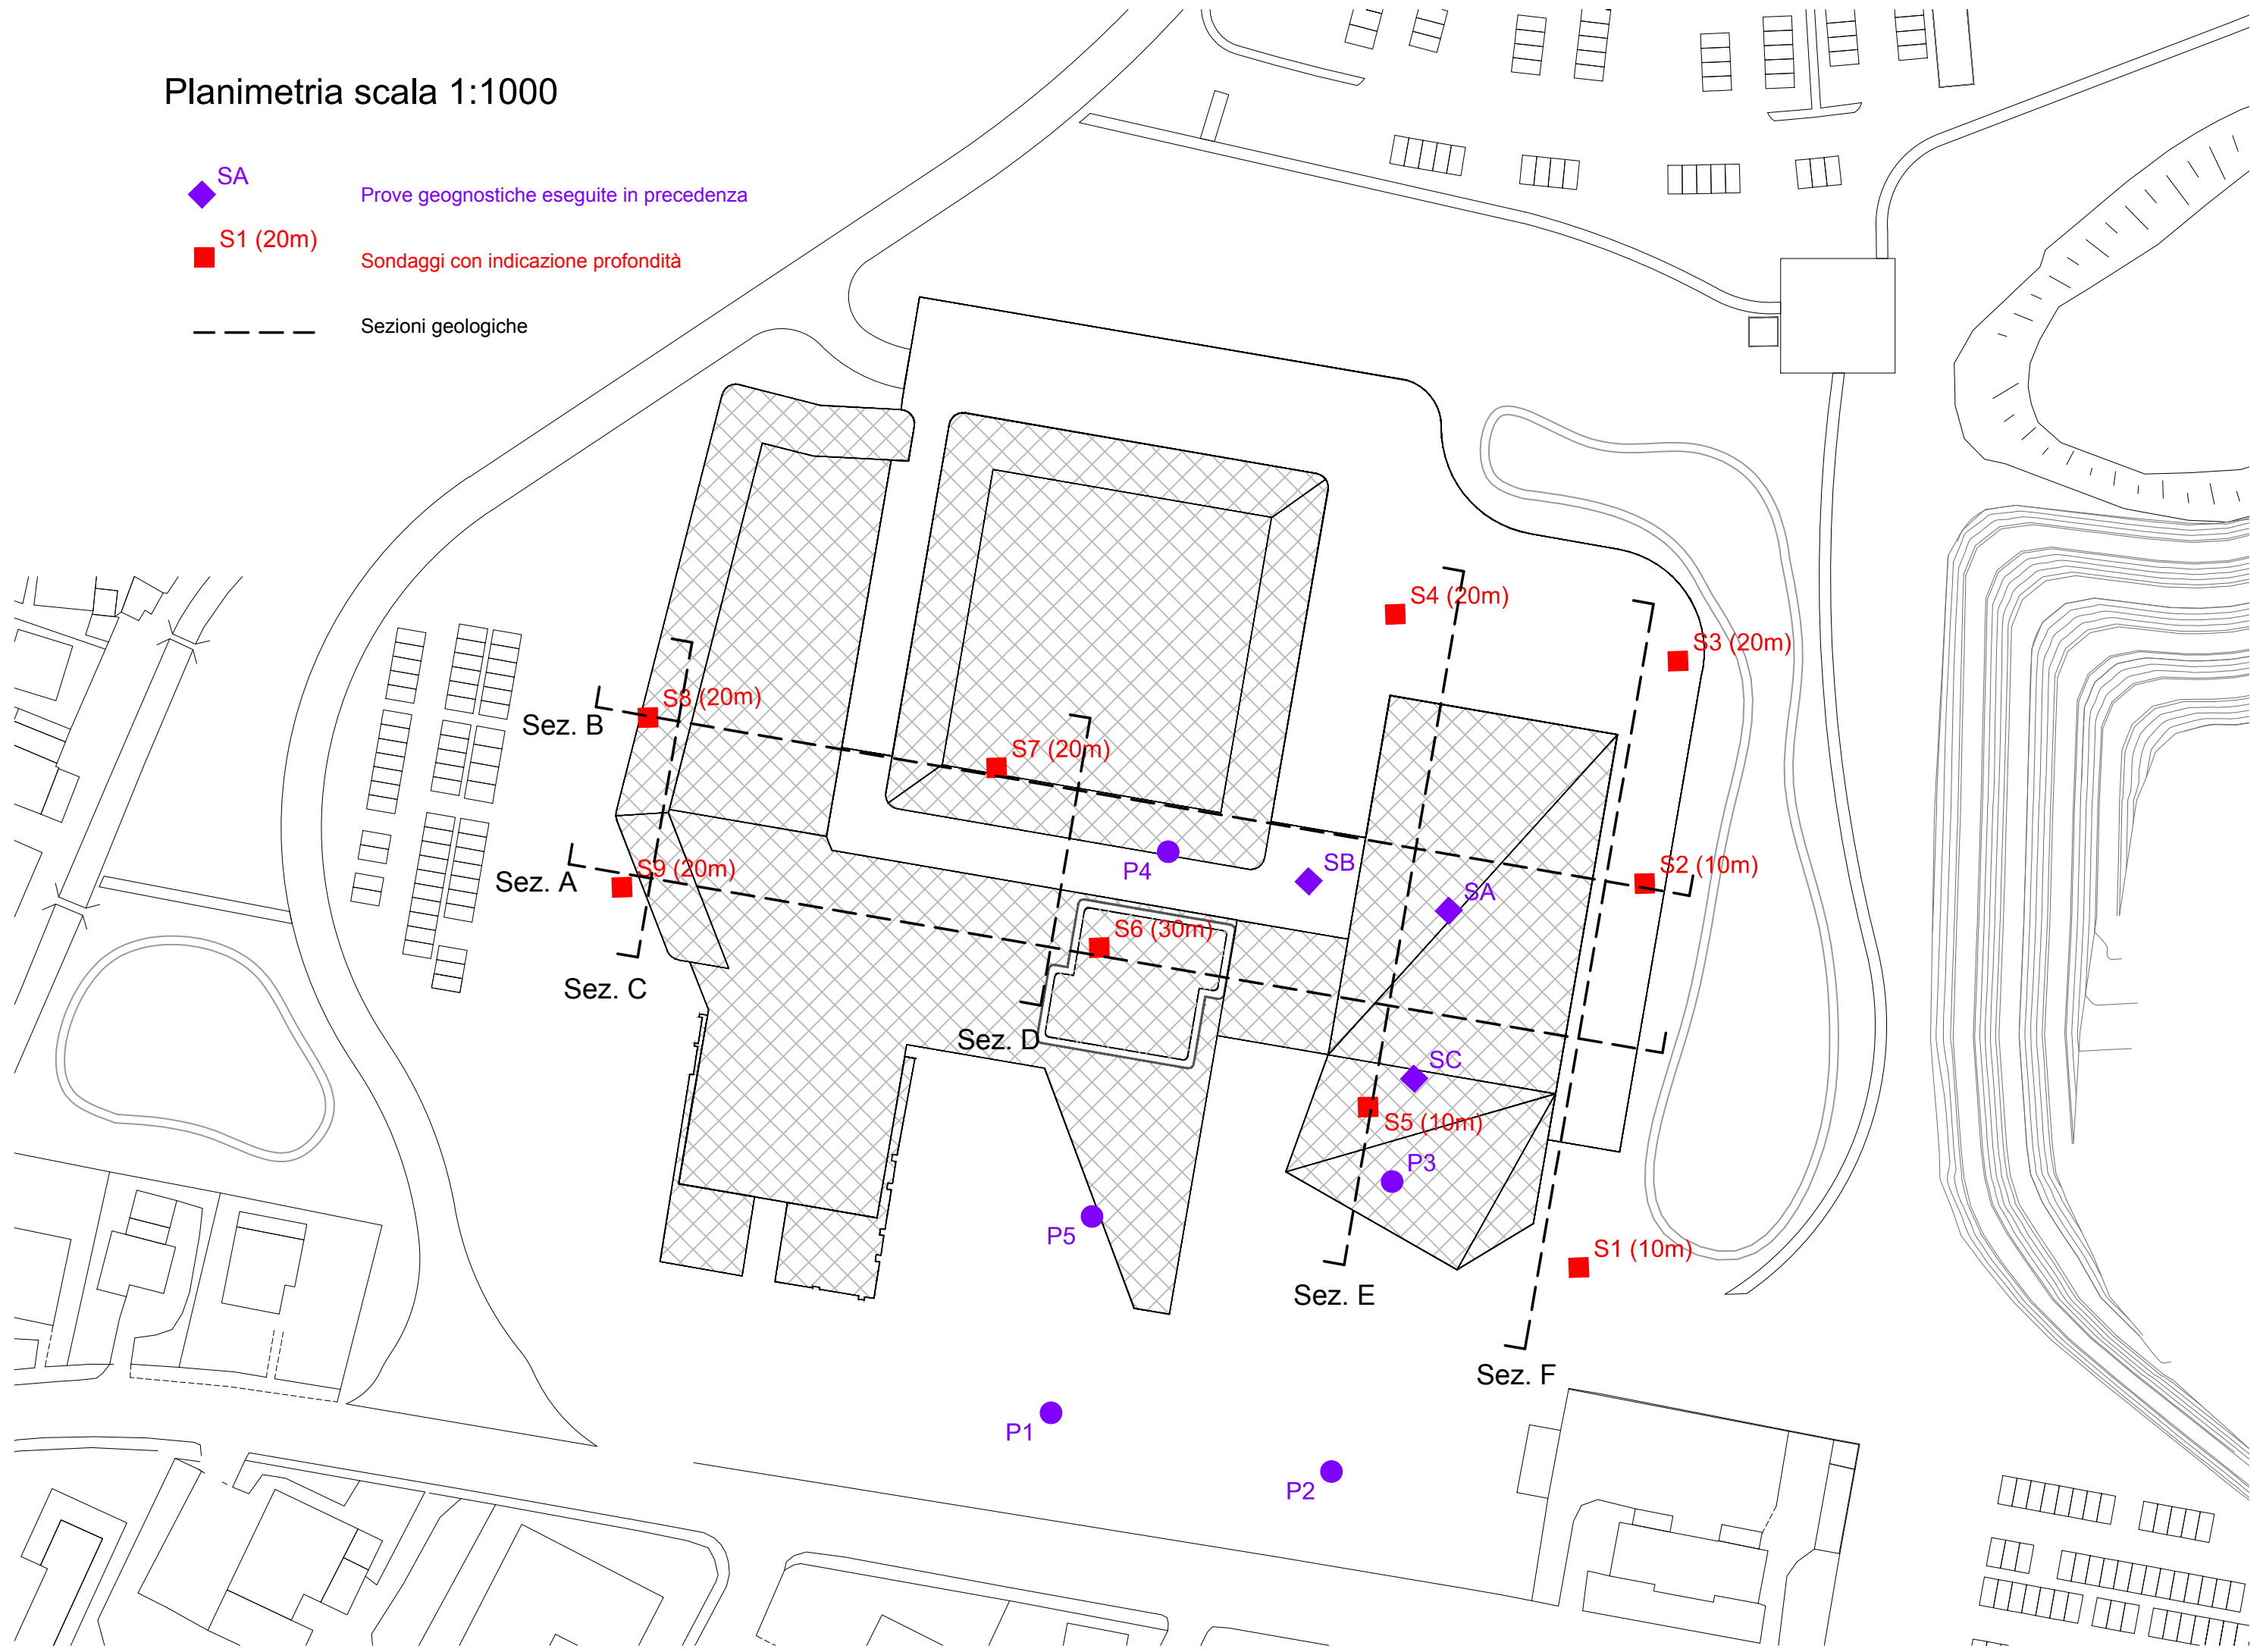 Planimetria scala 1:1000
SA
Prove geognostiche eseguite in precedenza
S1 (20m)
Sondaggi con indicazione profondità
Sezioni geologiche
S4 (20m)
S3 (20m)
S8 (20m)
Sez. B
S7 (20m)
S9 (20m)
Sez. A
P4
SB
S2 (10m)
SA
S6 (30m)
Sez. C
Sez. D
SC
S5 (10m)
P3
P5
S1 (10m)
Sez. E
Sez. F
P1
P2